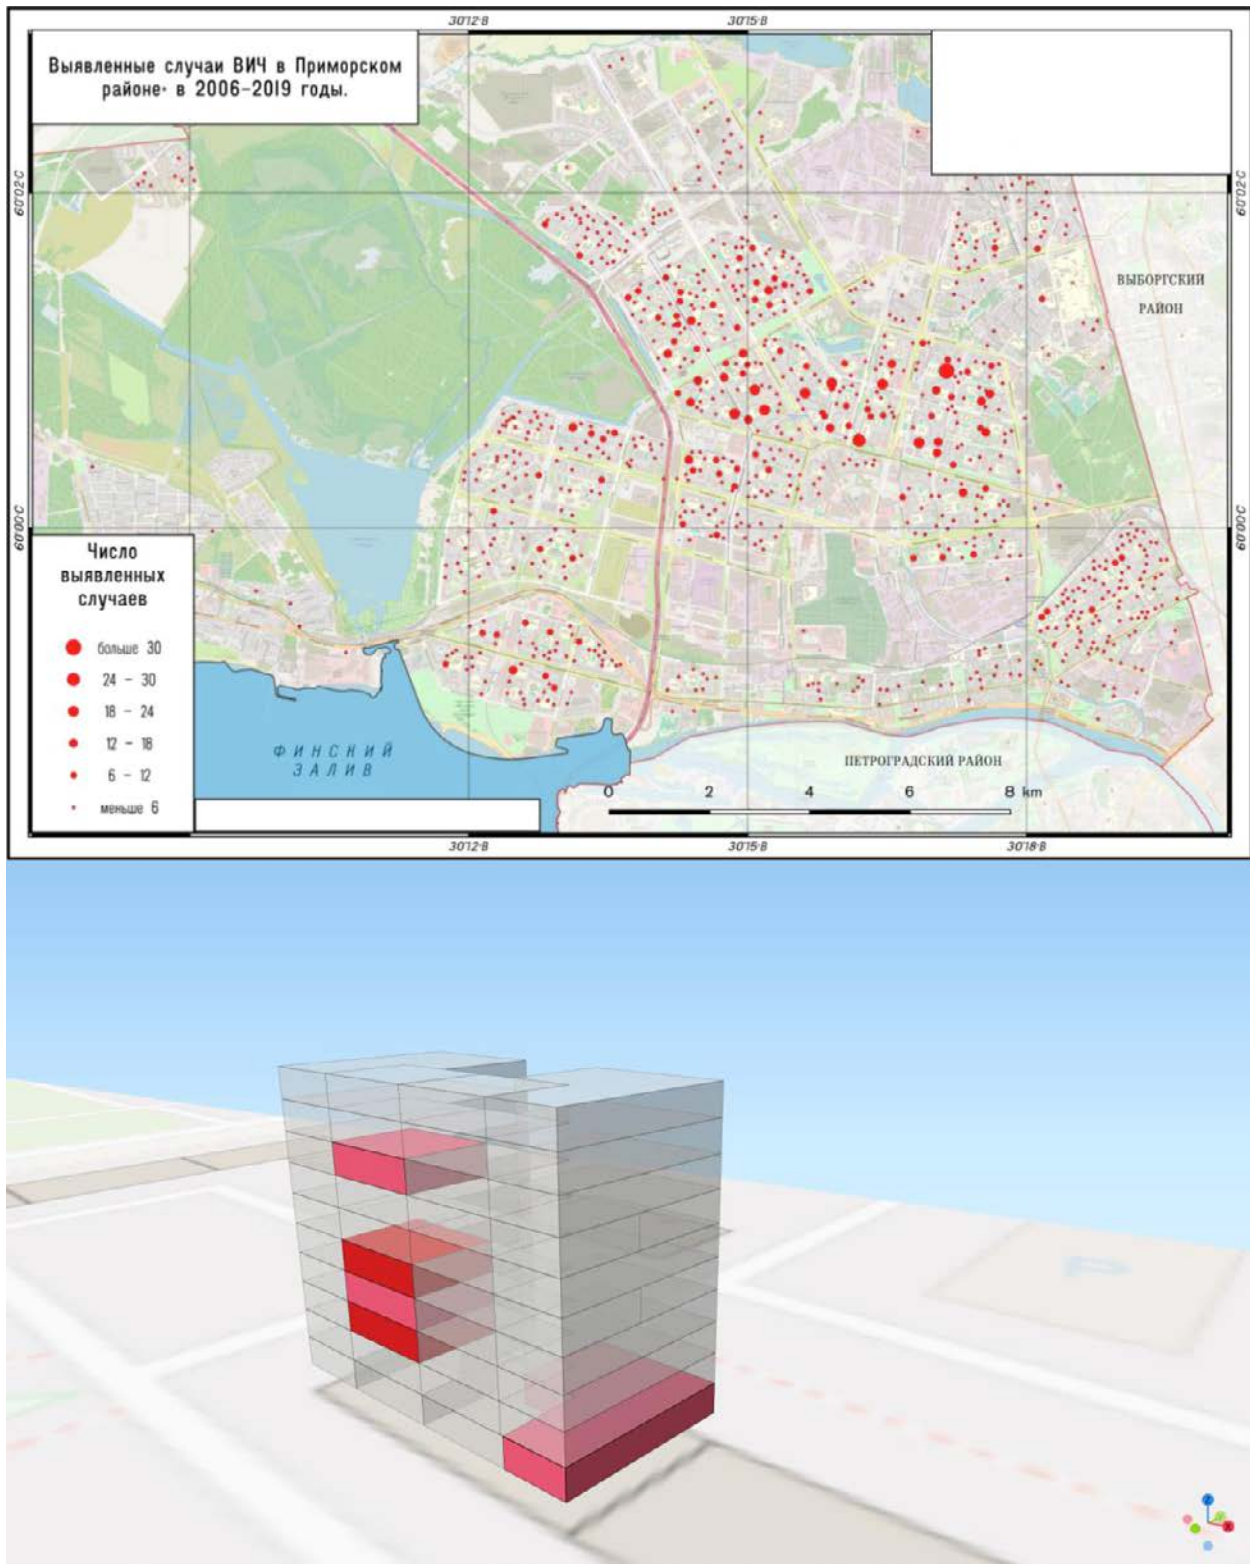 30°12'В
30°15'В
Выявленные случаи ВИЧ в Приморском
районе· в 2006-2019 годы.
60°02'С
60°02'С
ВЫБОРГСКИЙ
РАЙОН
60°00'С
60°00'С
Число
выявленных
случаев
больше 30
24 - 30
18 - 24
12 - 18
6 - 12
меньше 6
ФИНСКИЙ
ЗАЛИВ
ПЕТРОГРАДСКИЙ РАЙОН
0 2 4 6 8 km
30°12'В
30°15'В
30°18'В
P
Z
Y
X